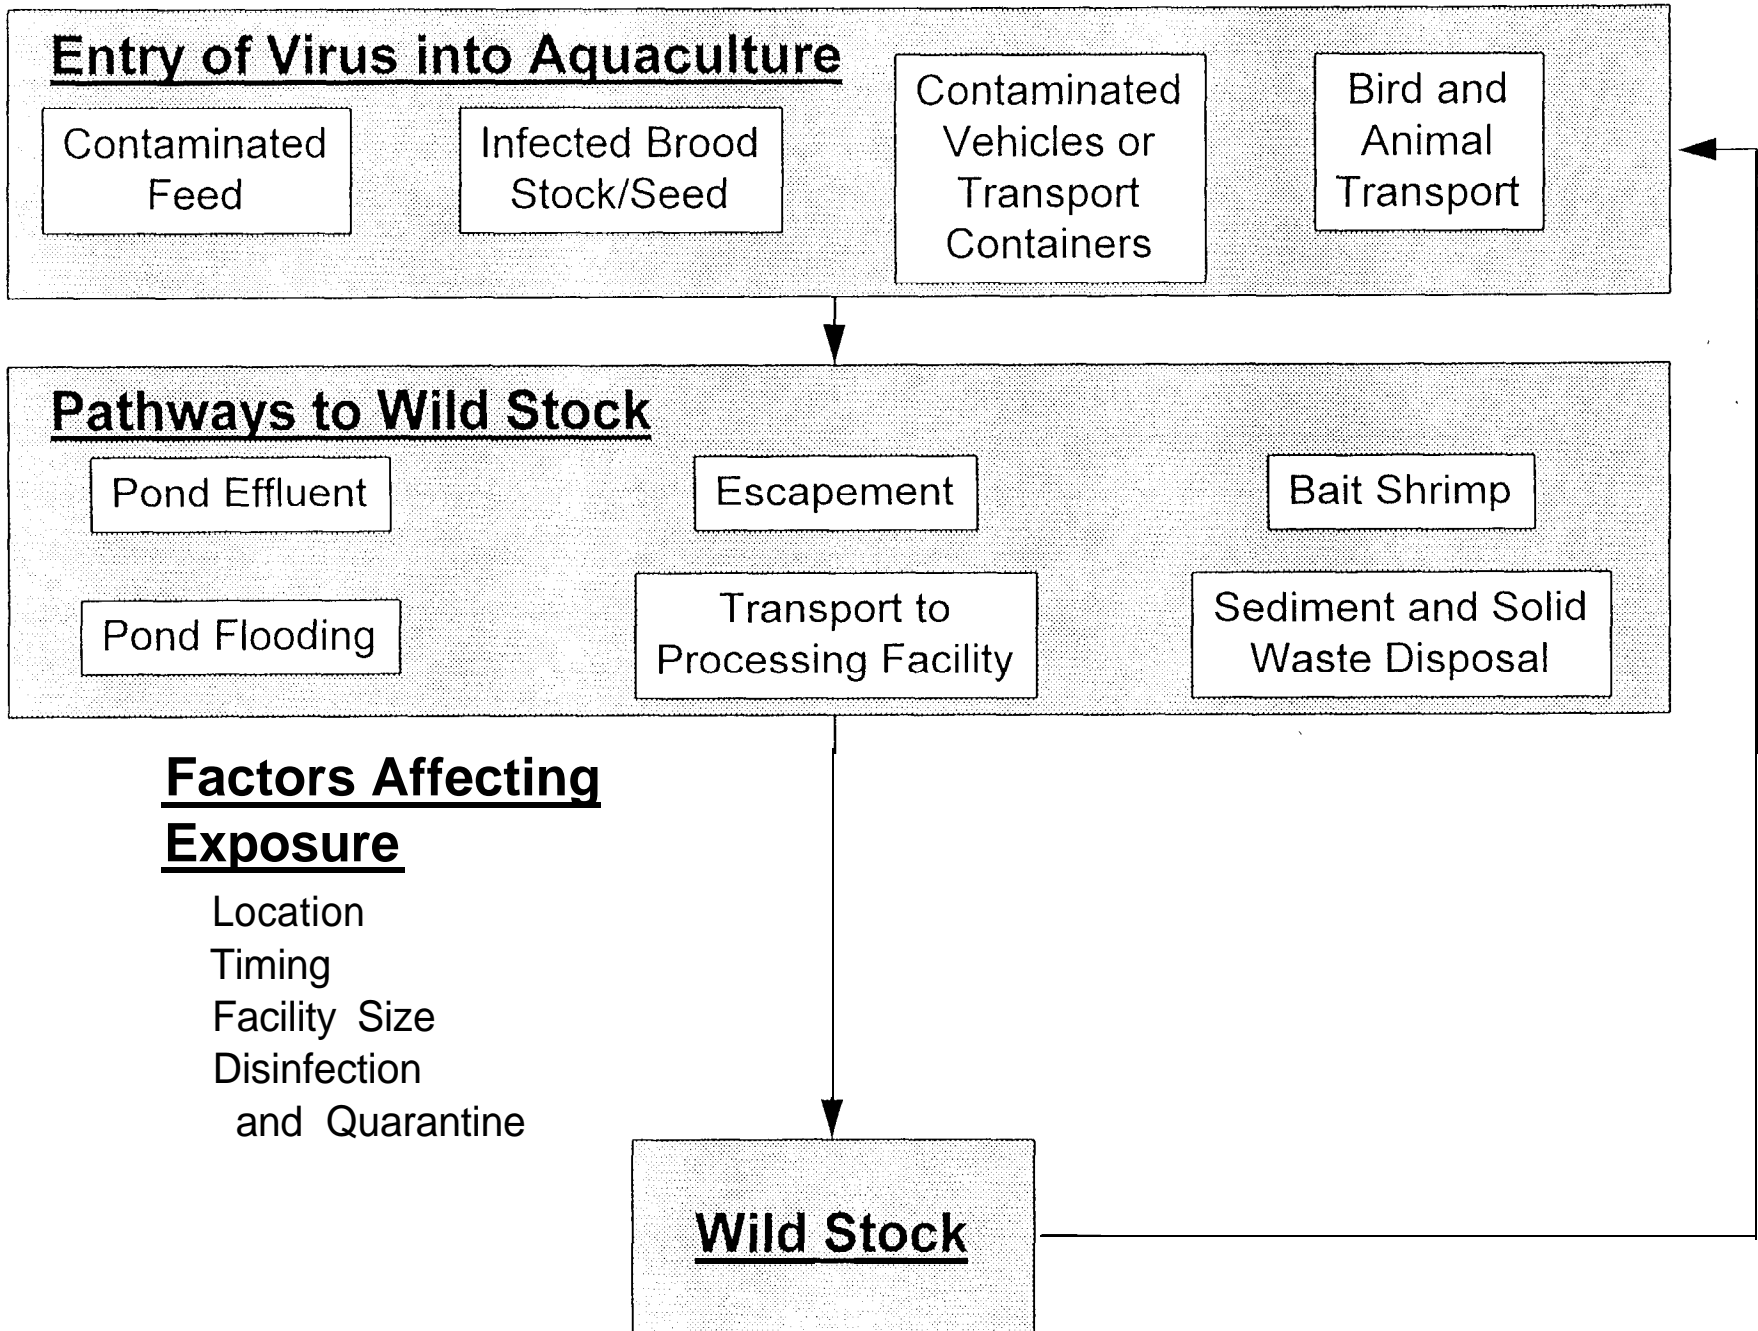 Entry of Virus into Aquaculture
Contaminated
Feed
Infected Brood
Stock/Seed
Contaminated
Vehicles or
Transport
Containers
Bird and
Animal
Transport
Pathways to Wild Stock
Pond Effluent
Escapement
Bait Shrimp
Pond Flooding
Transport to
Processing Facility
Sediment and Solid
Waste Disposal
Factors Affecting
Exposure
Location
Timing
Facility Size
Disinfection
and Quarantine
Wild Stock